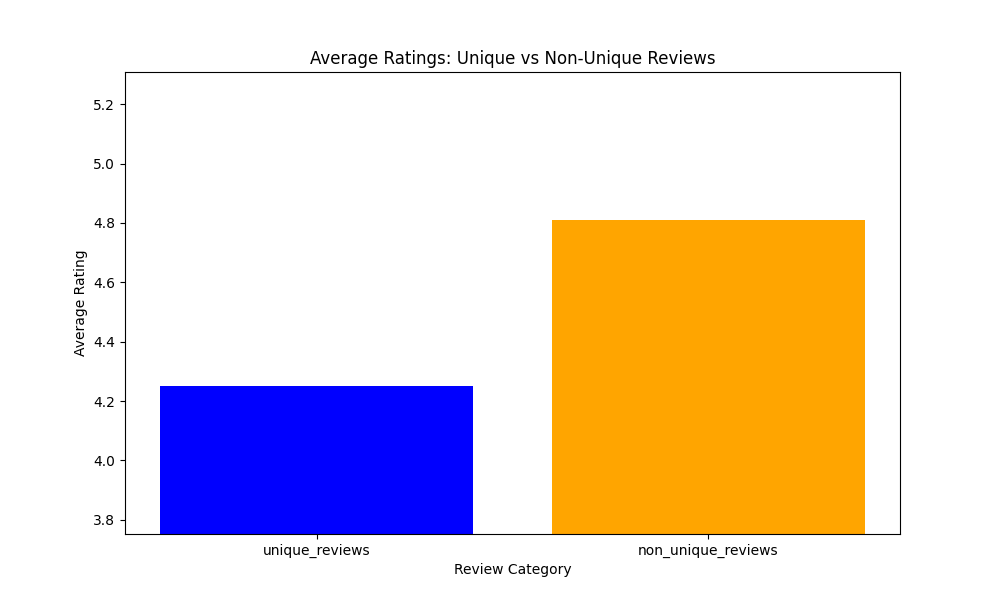 Average Ratings: Unique vs Non-Unique Reviews
5.2
5.0
4.8
4.6
4.4
4.2
4.0
3.8
Average Rating
unique_reviews
non_unique_reviews
Review Category